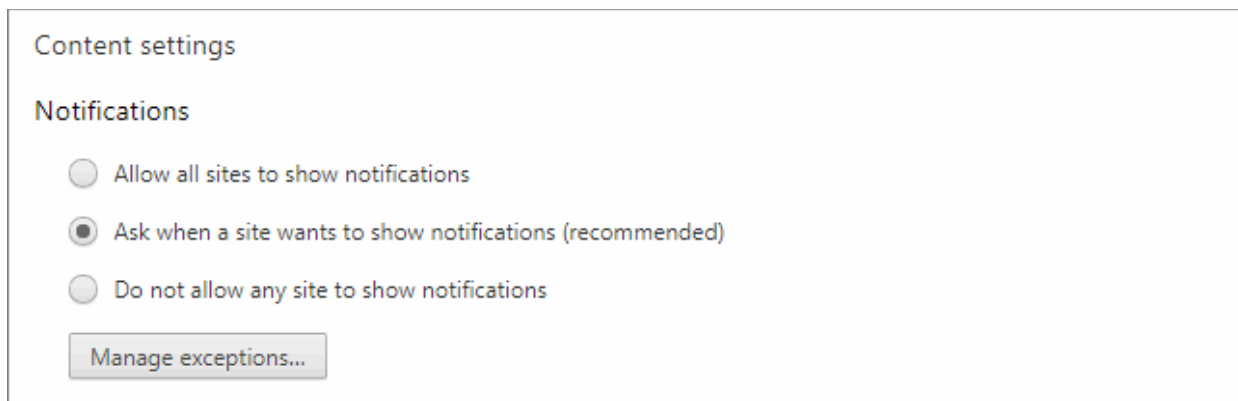 Content settings
Notifications
Allow all sites to show notifications
Ask when a site wants to show notifications (recommended)
Do not allow any site to show notifications
Manage exceptions...